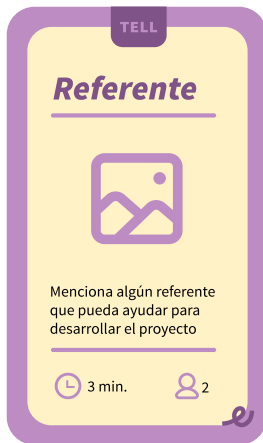 TELL
Referente
Menciona algún referente
que pueda ayudar para
desarrollar el proyecto
3 min.
2